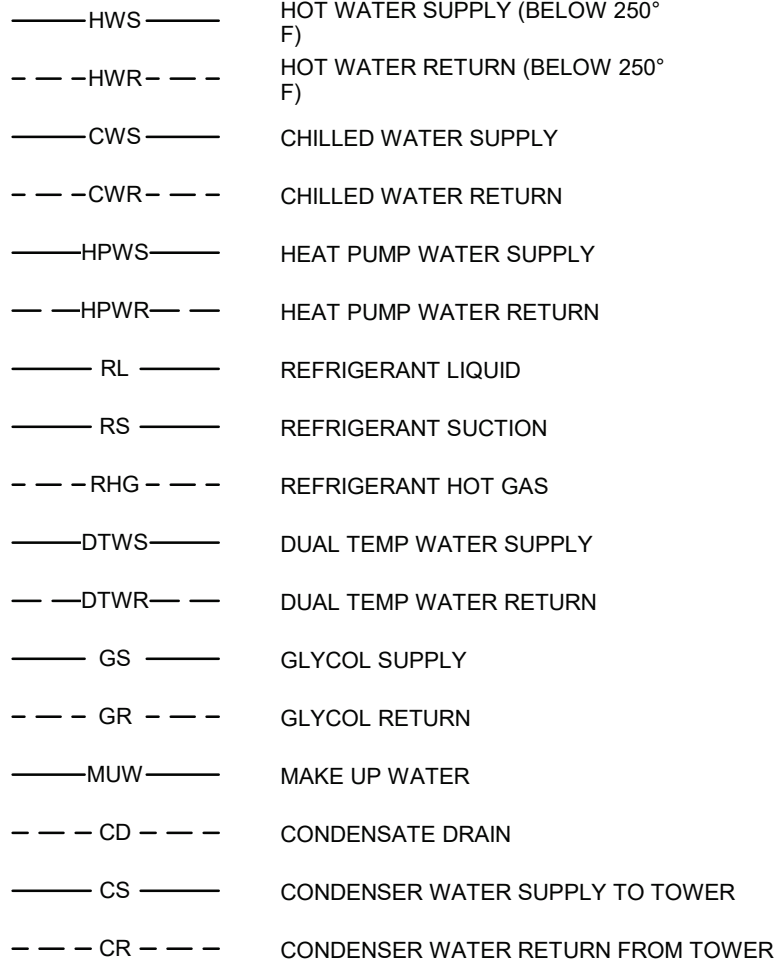 HWS HOT WATER SUPPLY (BELOW 250°
F)
HWR HOT WATER RETURN (BELOW 250°
F)
CWS CHILLED WATER SUPPLY
CWR CHILLED WATER RETURN
HPWS HEAT PUMP WATER SUPPLY
HPWR HEAT PUMP WATER RETURN
RL REFRIGERANT LIQUID
RS REFRIGERANT SUCTION
RHG REFRIGERANT HOT GAS
DTWS DUAL TEMP WATER SUPPLY
DTWR DUAL TEMP WATER RETURN
GS GLYCOL SUPPLY
GR GLYCOL RETURN
MUW MAKE UP WATER
CD CONDENSATE DRAIN
CS CONDENSER WATER SUPPLY TO TOWER
CR CONDENSER WATER RETURN FROM TOWER